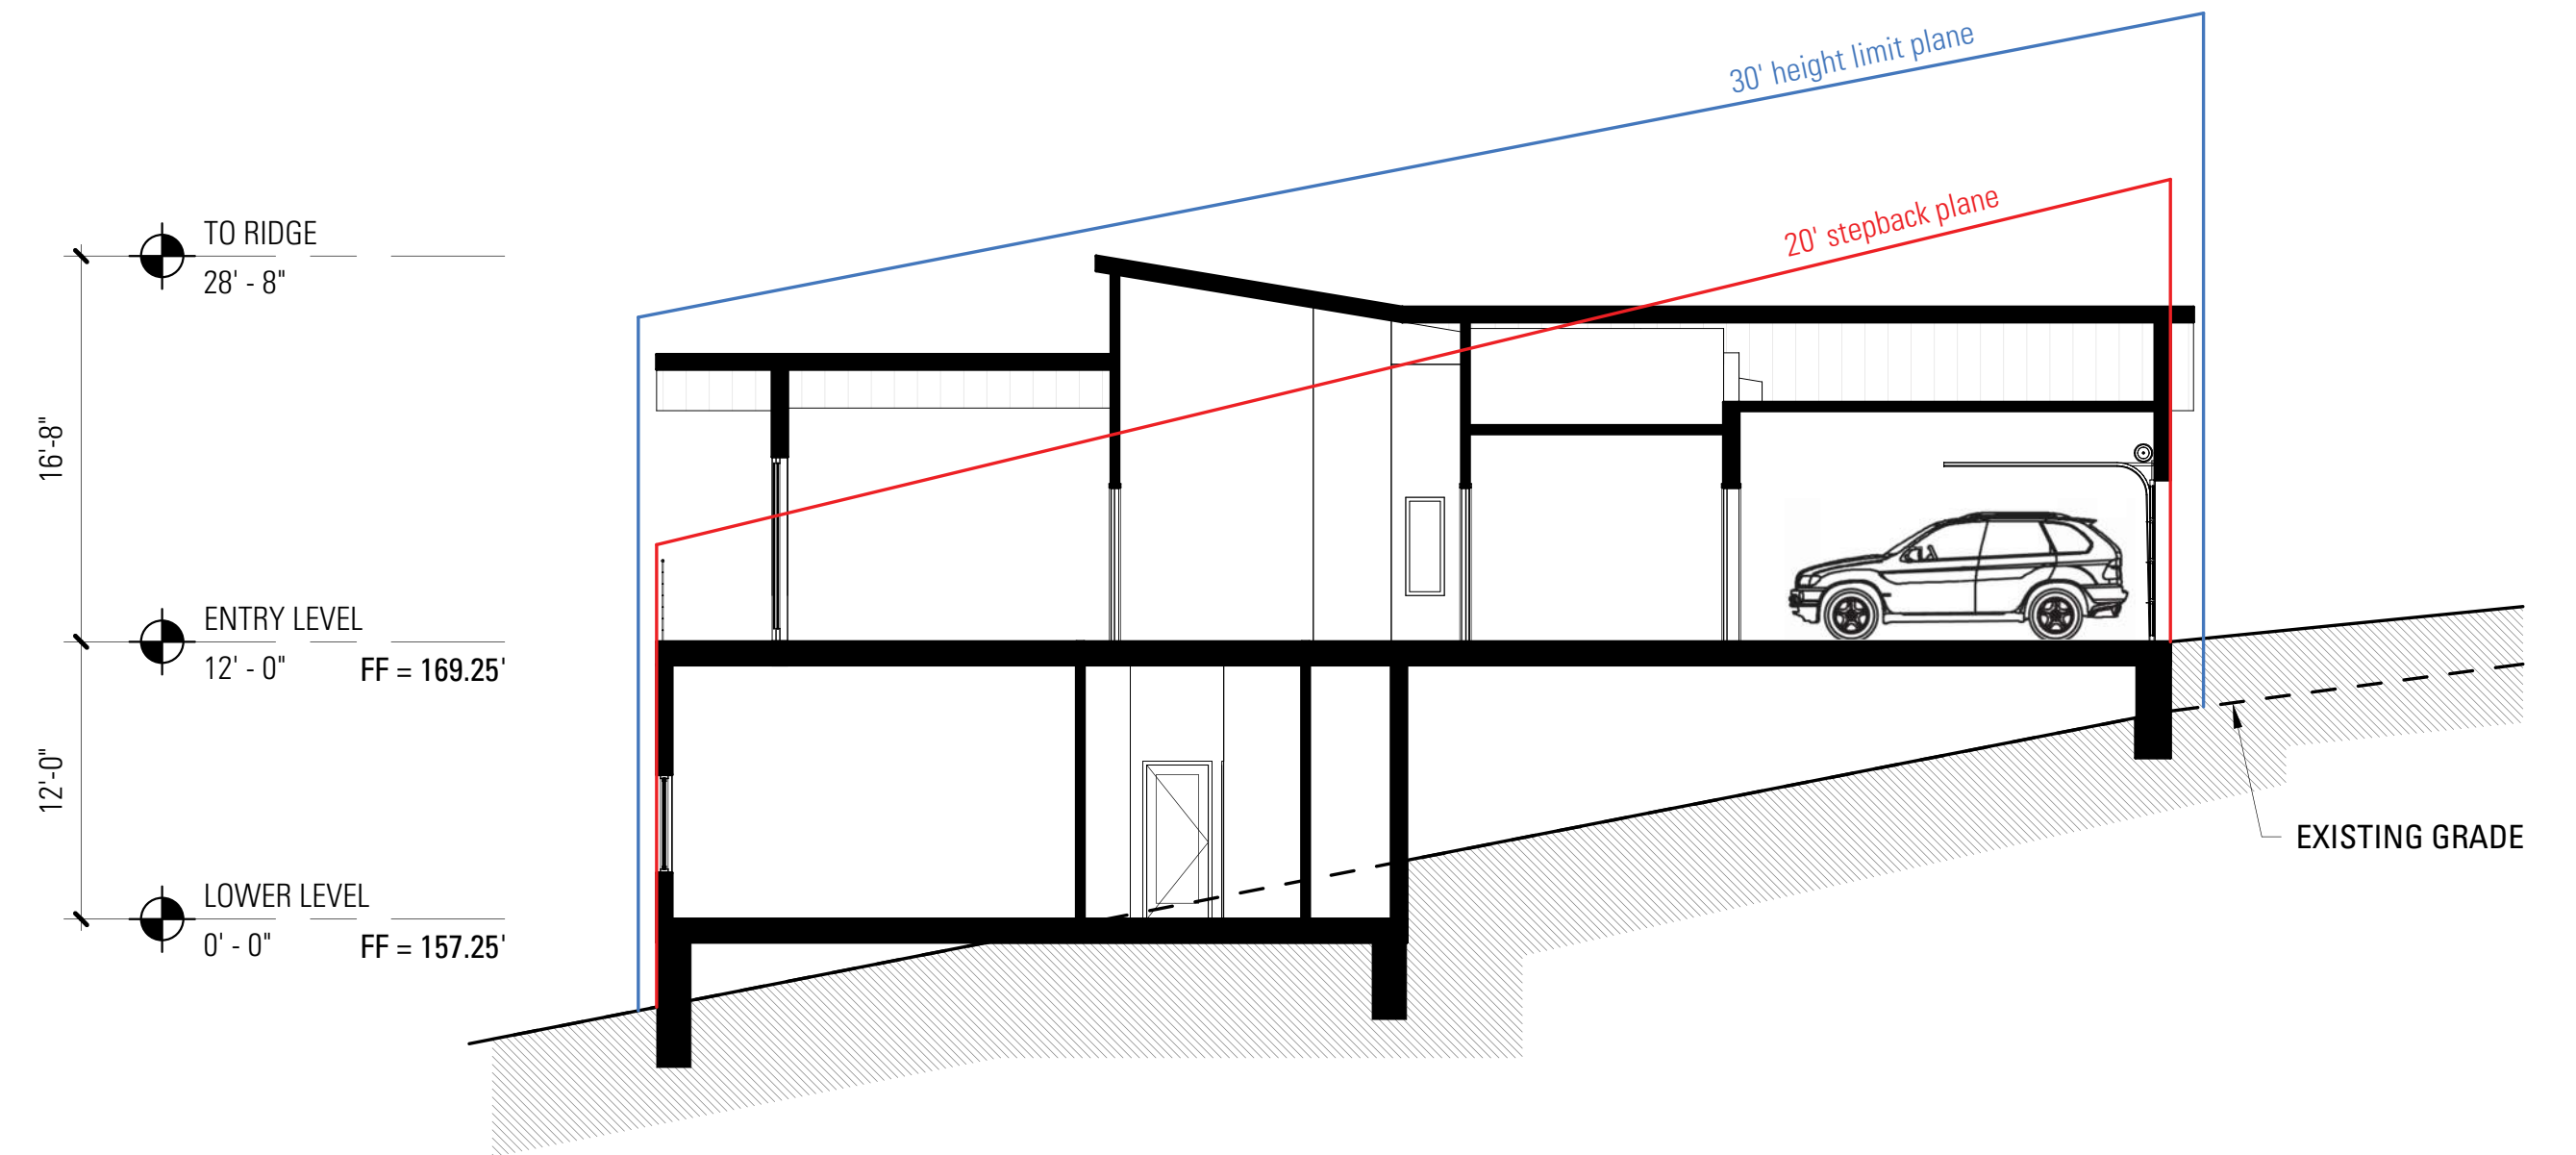 30' height limit plane
20' stepback plane
TO RIDGE
28' - 8"
16'-8"
ENTRY LEVEL
12' - 0" FF = 169.25'
12'-0"
EXISTING GRADE
LOWER LEVEL
0' - 0" FF = 157.25'